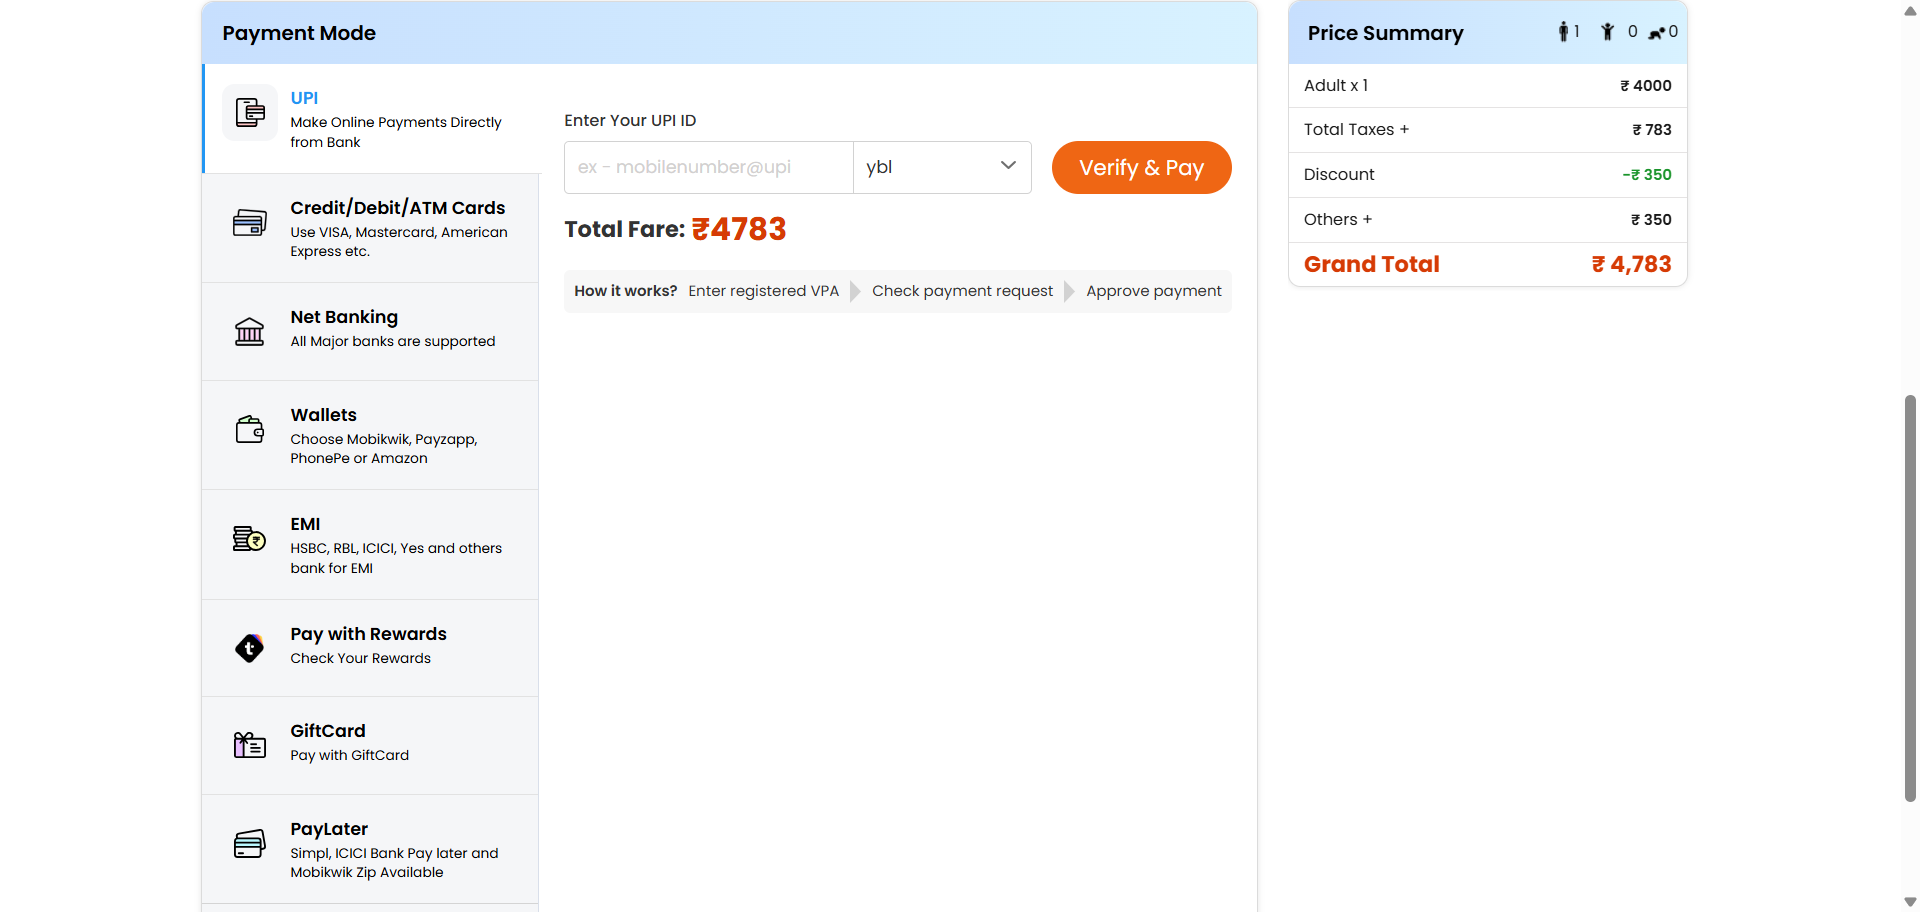 Payment Mode
UPI
Make Online Payments Directly
from Bank
Credit/Debit/ATM Cards
Use VISA, Mastercard, American
Express etc.
Net Banking
All Major banks are supported
Wallets
Choose Mobikwik, Payzapp,
PhonePe or Amazon
EMI
HSBC, RBL, ICICI, Yes and others
bank for EMI
Pay with Rewards
Check Your Rewards
GiftCard
Pay with GiftCard
PayLater
Simpl, ICICI Bank Pay later and
Mobikwik Zip Available
Enter Your UPI ID
ex - mobilenumber@upi
ybl
Verify & Pay
Total Fare: ₹4783
How it works? Enter registered VPA Check payment request Approve payment
Price Summary 1 0 0
Adult x 1 ₹ 4000
Total Taxes + ₹ 783
Discount -₹ 350
Others + ₹ 350
Grand Total ₹ 4,783